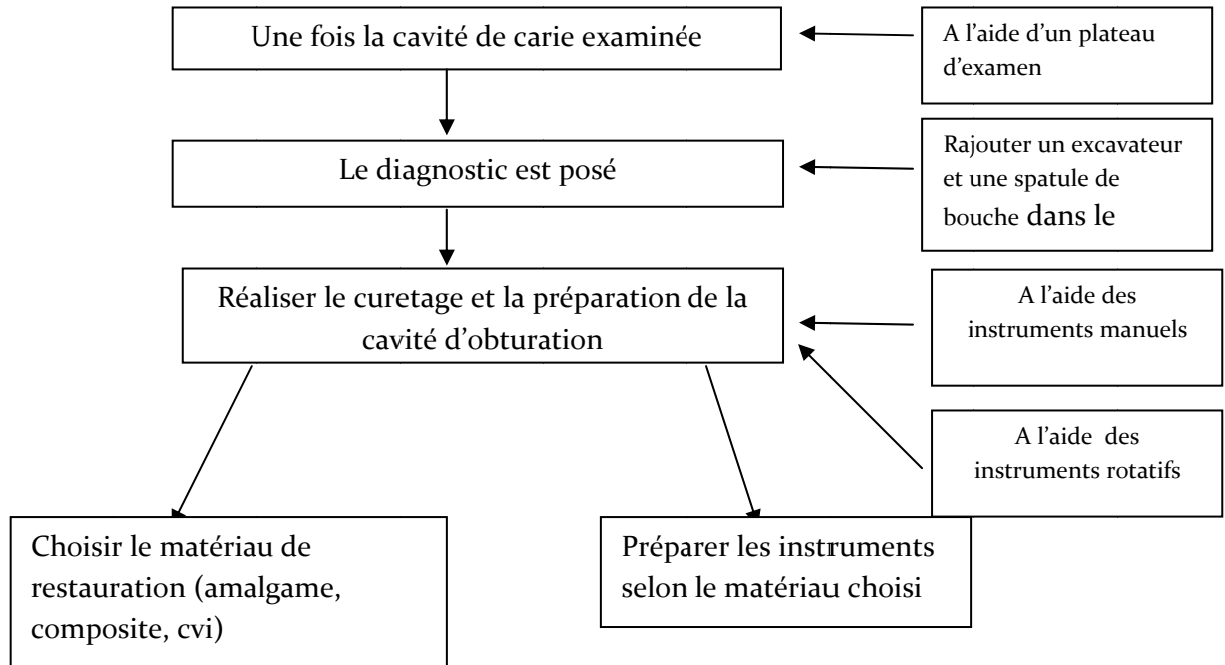 Une fois la cavité de carie examinée
A l’aide d’un plateau
d’examen
Le diagnostic est posé
Rajouter un excavateur
et une spatule de
bouche dans le
Réaliser le curetage et la préparation de la
cavité d’obturation
A l’aide des
instruments manuels
A l’aide des
instruments rotatifs
Choisir le matériau de
restauration (amalgame,
composite, cvi)
Préparer les instruments
selon le matériau choisi